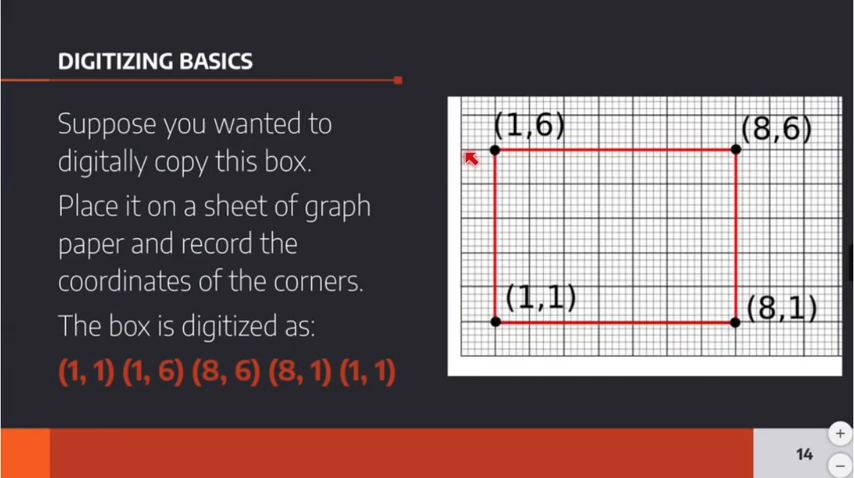 DIGITIZING BASICS
Suppose you wanted to
digitally copy this box.
Place it on a sheet of graph
paper and record the
coordinates of the corners.
The box is digitized as:
(1, 1) (1, 6) (8, 6) (8, 1) (1, 1)
(1,6)
(8,6)
(1,1)
(8,1)
14